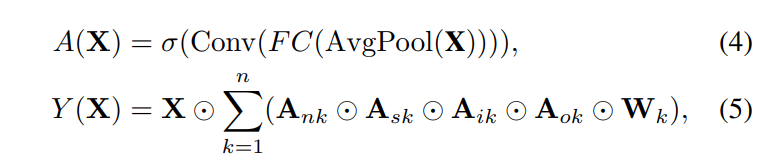 A(X) = σ(Conv(FC(AvgPool(X)))), (4)
Y(X) = X ⊙ ∑_{k=1}^{n} (A_{nk} ⊙ A_{sk} ⊙ A_{ik} ⊙ A_{ok} ⊙ W_k), (5)